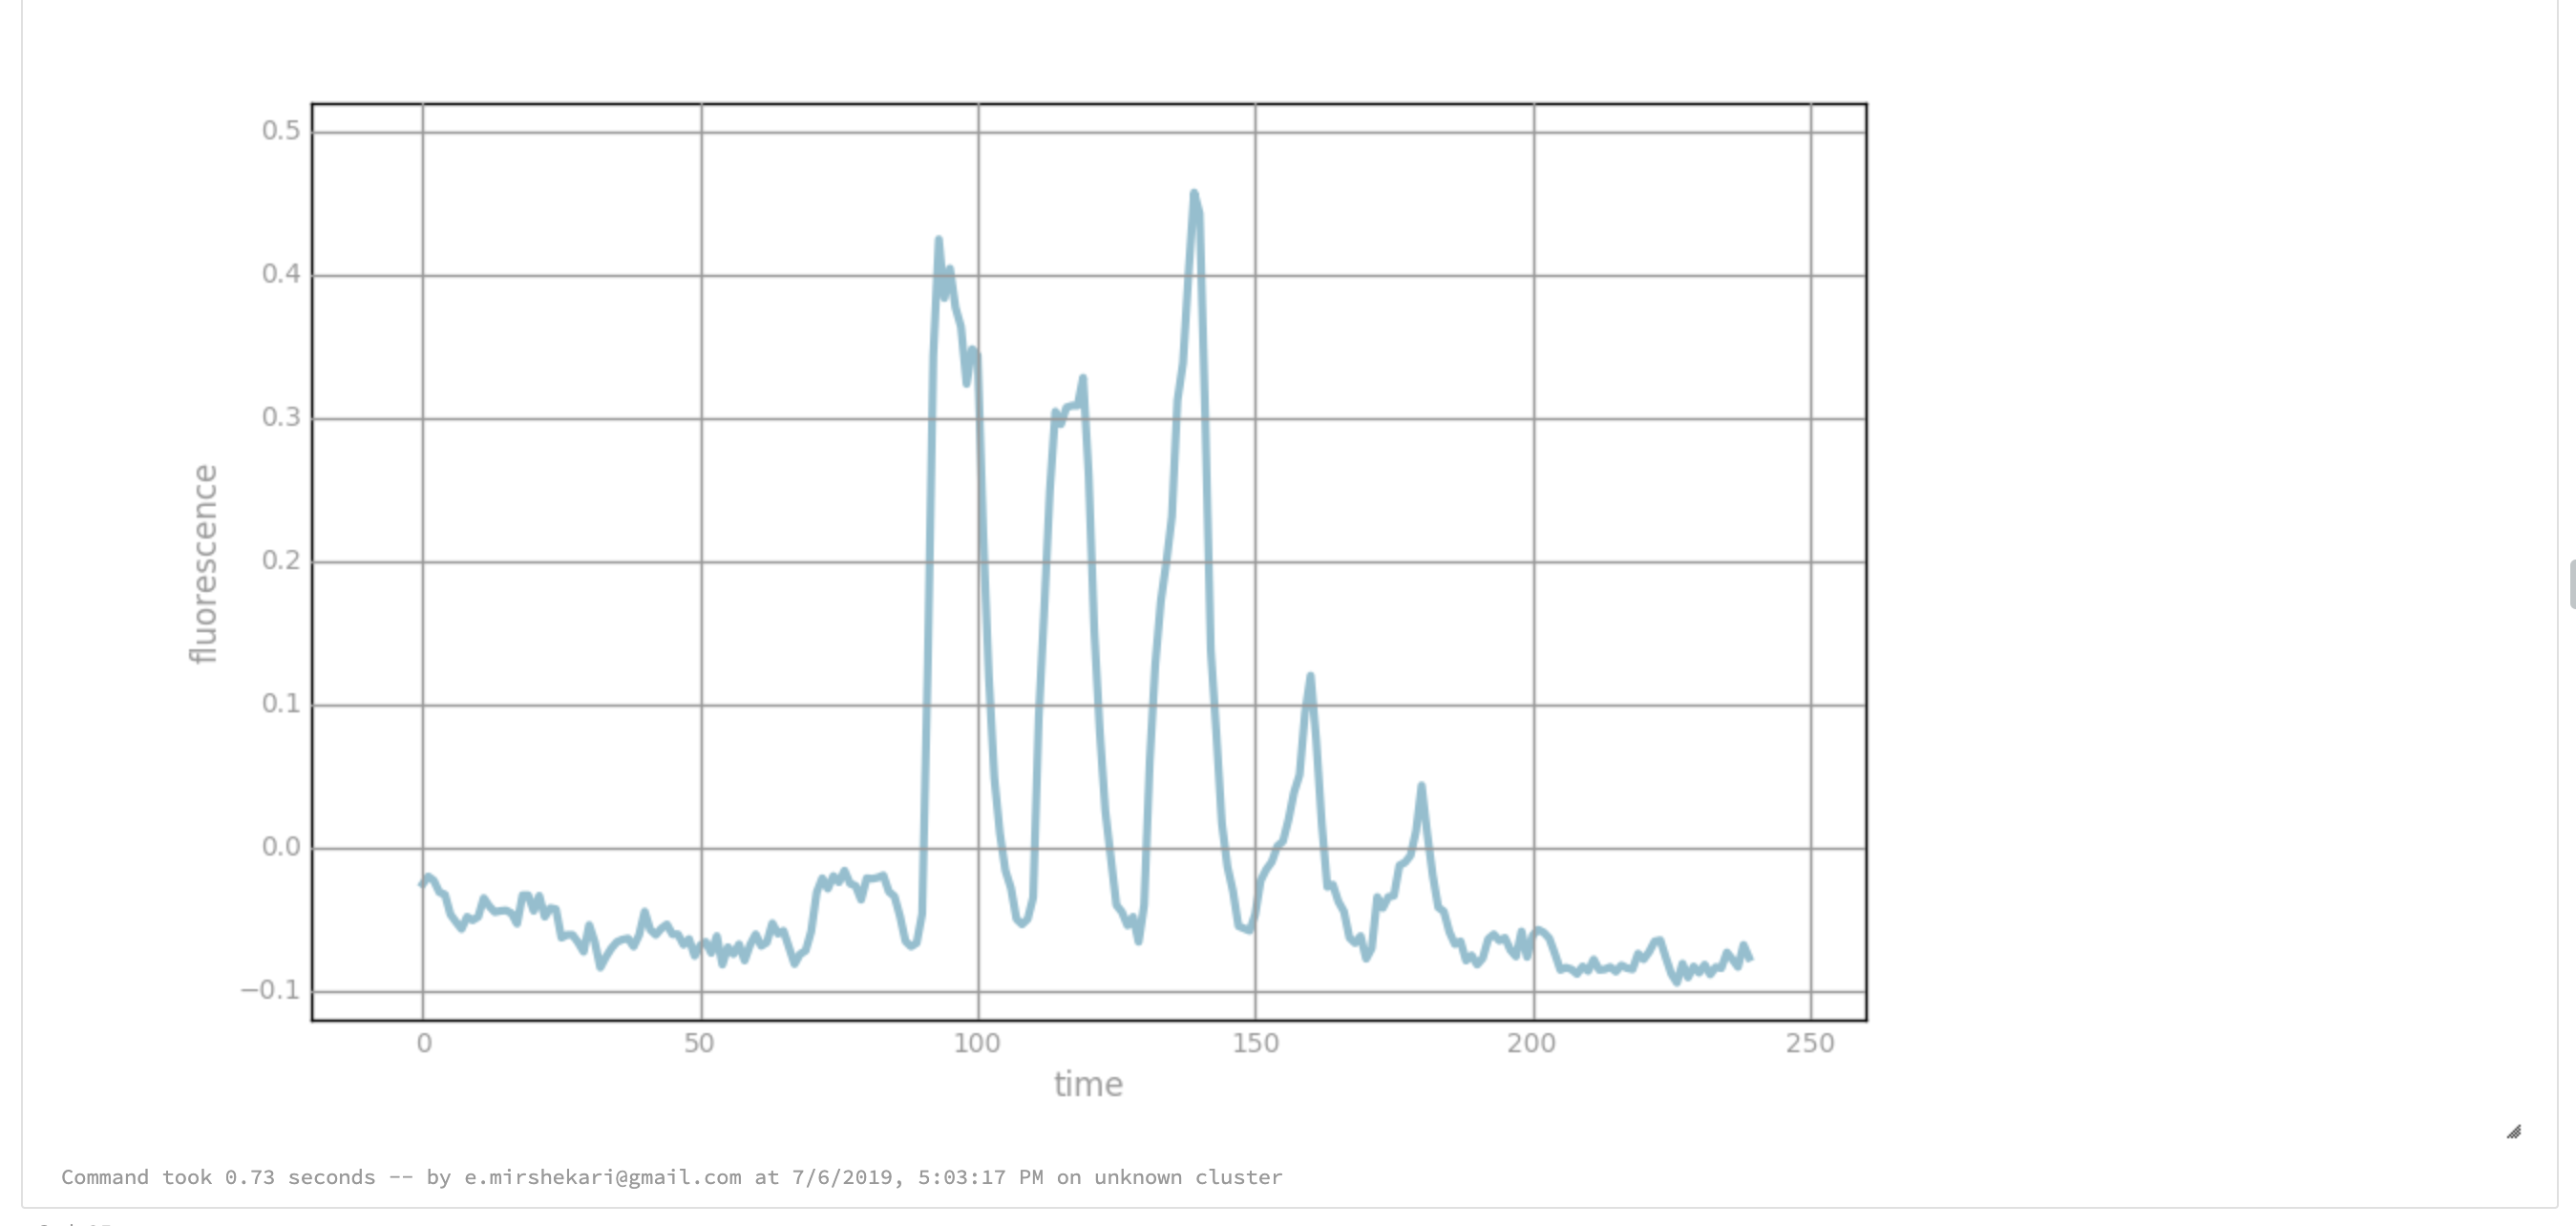 0.5
0.4
0.3
0.2
0.1
0.0
−0.1
fluorescence
0 50 100 150 200 250
time
Command took 0.73 seconds -- by e.mirshekari@gmail.com at 7/6/2019, 5:03:17 PM on unknown cluster